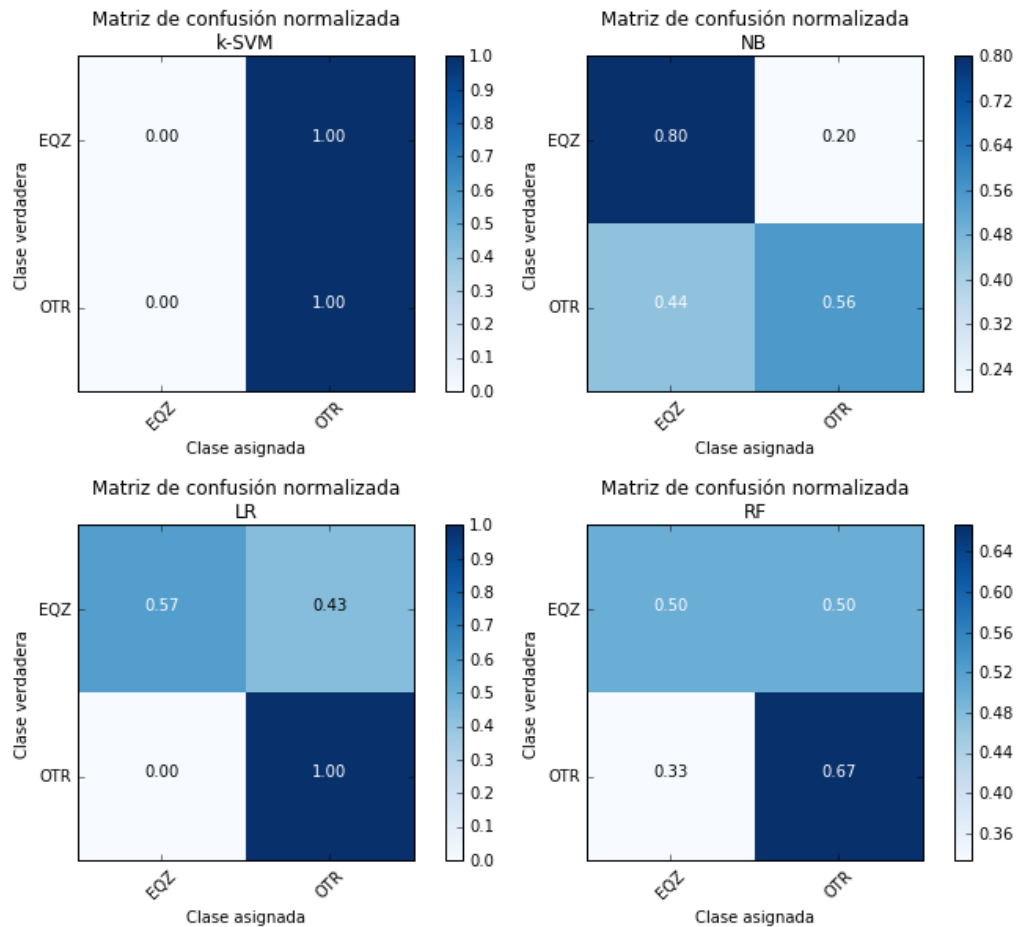 Matriz de confusión normalizada
k-SVM
EQZ
OTR
Clase verdadera
0.00
1.00
0.00
1.00
EQZ
OTR
Clase asignada
1.0
0.9
0.8
0.7
0.6
0.5
0.4
0.3
0.2
0.1
0.0
Matriz de confusión normalizada
NB
EQZ
OTR
Clase verdadera
0.80
0.20
0.44
0.56
EQZ
OTR
Clase asignada
0.80
0.72
0.64
0.56
0.48
0.40
0.32
0.24
Matriz de confusión normalizada
LR
EQZ
OTR
Clase verdadera
0.57
0.43
0.00
1.00
EQZ
OTR
Clase asignada
1.0
0.9
0.8
0.7
0.6
0.5
0.4
0.3
0.2
0.1
0.0
Matriz de confusión normalizada
RF
EQZ
OTR
Clase verdadera
0.50
0.50
0.33
0.67
EQZ
OTR
Clase asignada
0.64
0.60
0.56
0.52
0.48
0.44
0.40
0.36